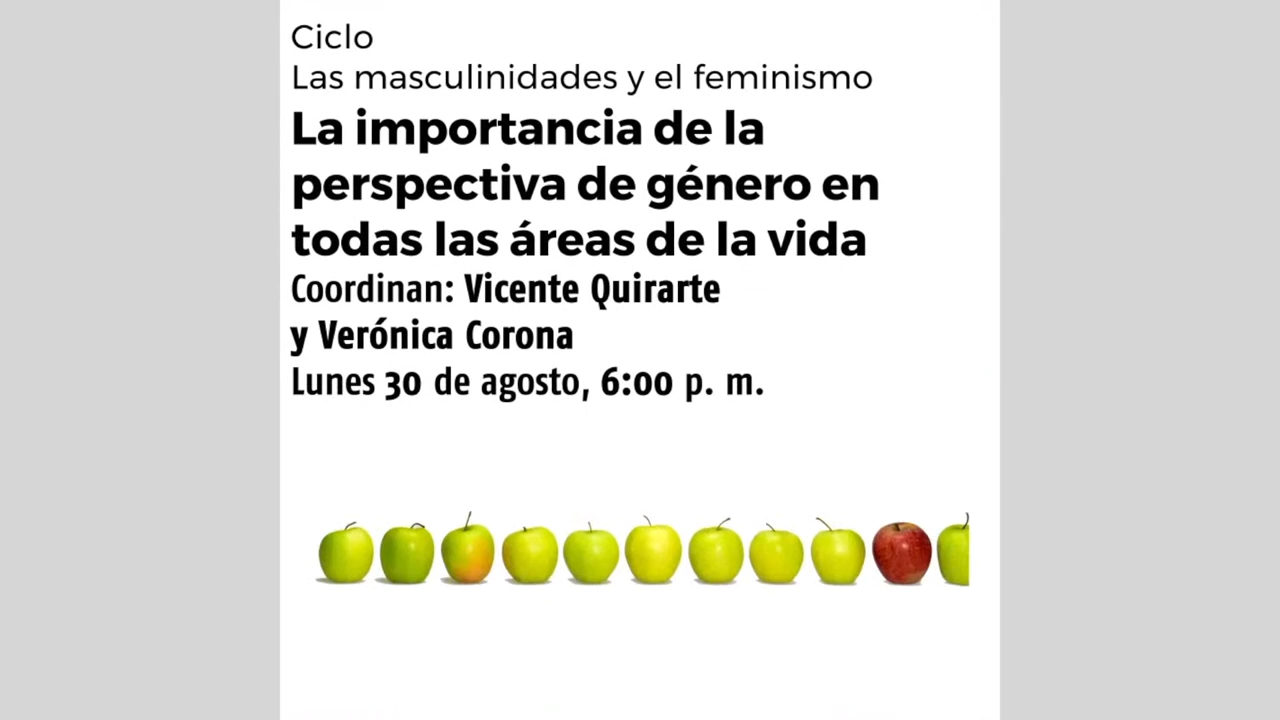 Ciclo
Las masculinidades y el feminismo
La importancia de la
perspectiva de género en
todas las áreas de la vida
Coordinan: Vicente Quirarte
y Verónica Corona
Lunes 30 de agosto, 6:00 p. m.